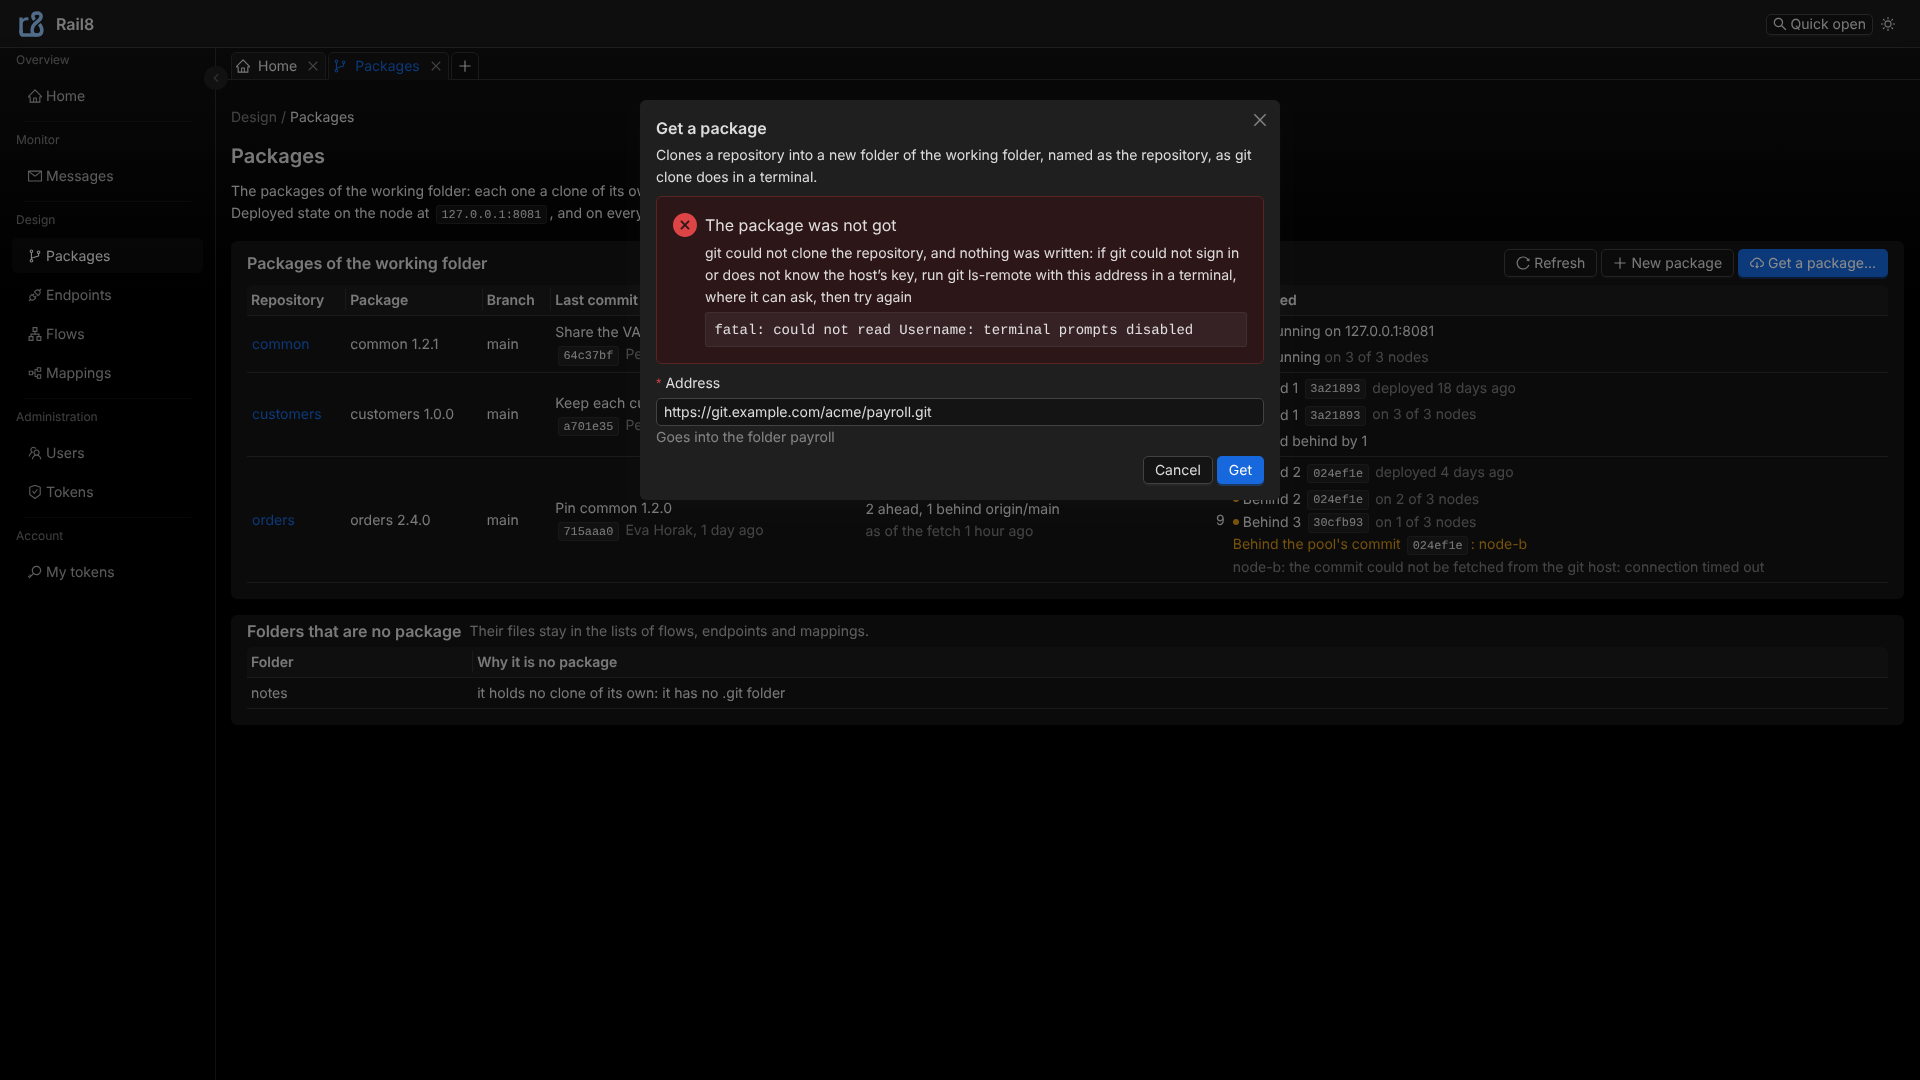 r8 Rail8
Quick open
Overview
Home
Monitor
Messages
Design
Packages
Endpoints
Flows
Mappings
Administration
Users
Tokens
Account
My tokens
Home
Packages
Design / Packages
Packages
The packages of the working folder: each one a clone of its
Deployed state on the node at 127.0.0.1:8081 , and on every
Packages of the working folder
Refresh
New package
Get a package...
Repository Package Branch Last commit
common common 1.2.1 main Share the
64c37bf
unning on 127.0.0.1:8081
unning on 3 of 3 nodes
customers customers 1.0.0 main Keep each
a701e35
d 1 3a21893 deployed 18 days ago
d 1 3a21893 on 3 of 3 nodes
d behind by 1
orders orders 2.4.0 main Pin common 1.2.0
715aaa0 Eva Horak, 1 day ago
2 ahead, 1 behind origin/main
as of the fetch 1 hour ago
9
d 2 024ef1e deployed 4 days ago
Behind 2 024ef1e on 2 of 3 nodes
Behind 3 30cfb93 on 1 of 3 nodes
Behind the pool's commit 024ef1e : node-b
node-b: the commit could not be fetched from the git host: connection timed out
Folders that are no package Their files stay in the lists of flows, endpoints and mappings.
Folder Why it is no package
notes it holds no clone of its own: it has no .git folder
Get a package
Clones a repository into a new folder of the working folder, named as the repository, as git
clone does in a terminal.
The package was not got
git could not clone the repository, and nothing was written: if git could not sign in
or does not know the host’s key, run git ls-remote with this address in a terminal,
where it can ask, then try again
fatal: could not read Username: terminal prompts disabled
* Address
https://git.example.com/acme/payroll.git
Goes into the folder payroll
Cancel
Get